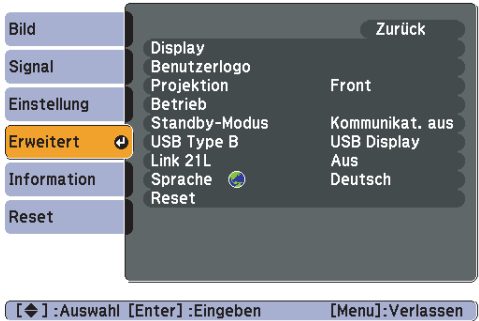 Bild
Signal
Einstellung
Erweitert
Information
Reset
Zurück
Display
Benutzerlogo
Projektion Front
Betrieb
Standby-Modus Kommunikat. aus
USB Type B USB Display
Link 21L Aus
Sprache Deutsch
Reset
[◆] :Auswahl [Enter] :Eingeben [Menu]:Verlassen